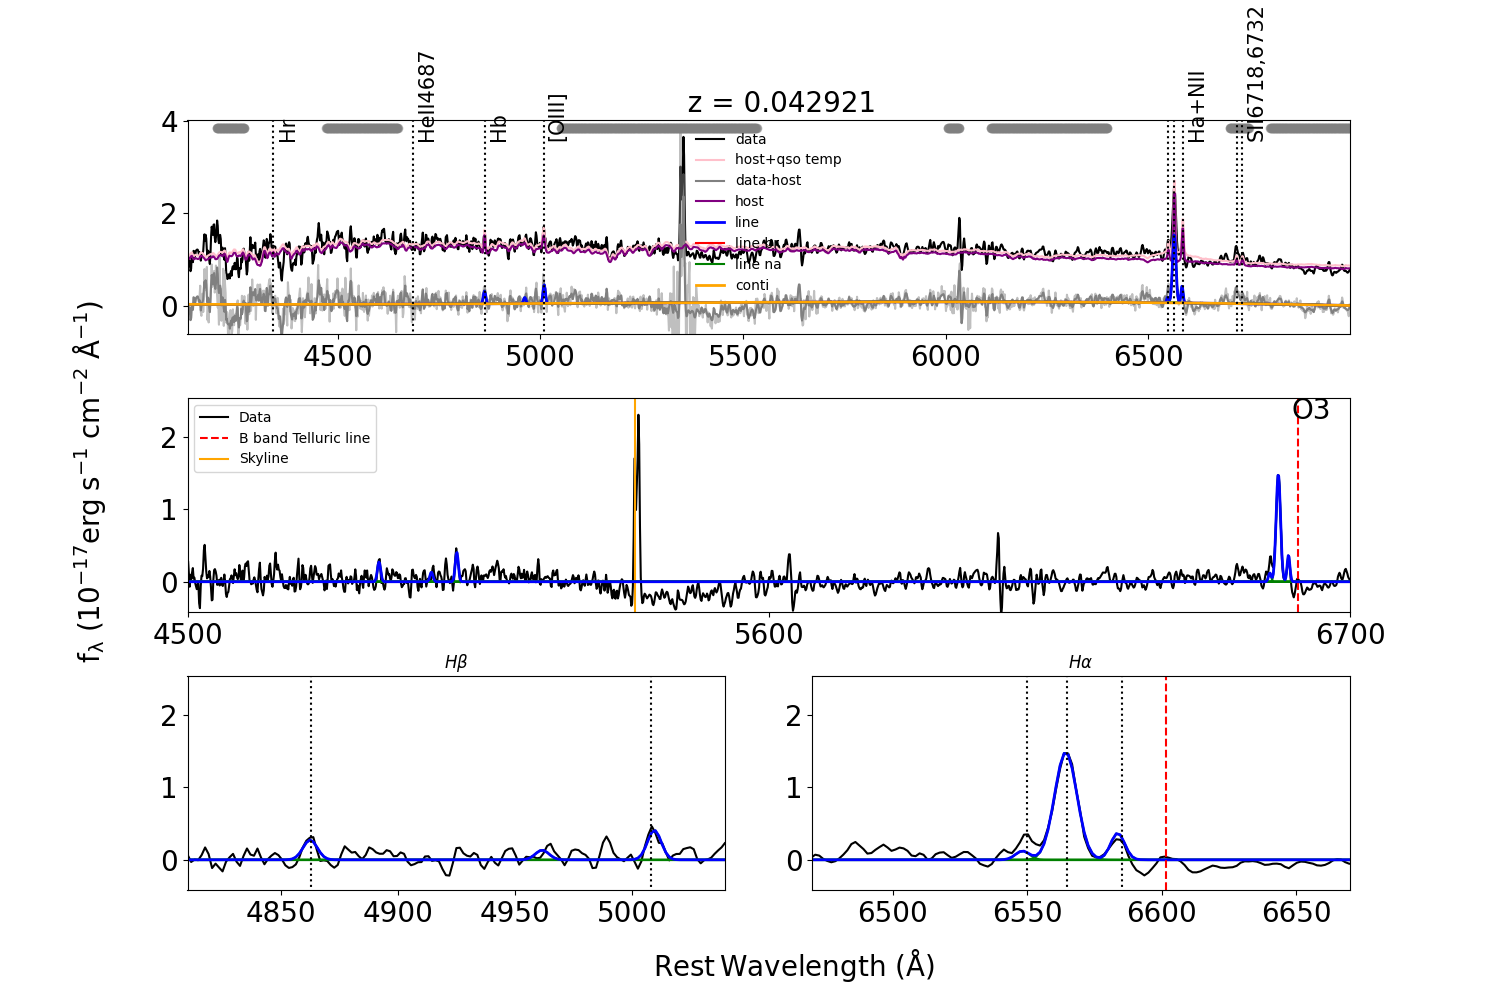 z = 0.042921
Hr
HeII4687
Hb
[OIII]
Ha+NII
SII6718,6732
data
host+qso temp
data-host
host
line
line br
line na
conti
4
2
0
4500 5000 5500 6000 6500
fλ (10⁻¹⁷erg s⁻¹ cm⁻² Å⁻¹)
Data
B band Telluric line
Skyline
O3
2
1
0
4500 5600 6700
Hβ
2
1
0
4850 4900 4950 5000
Hα
2
1
0
6500 6550 6600 6650
Rest Wavelength (Å)